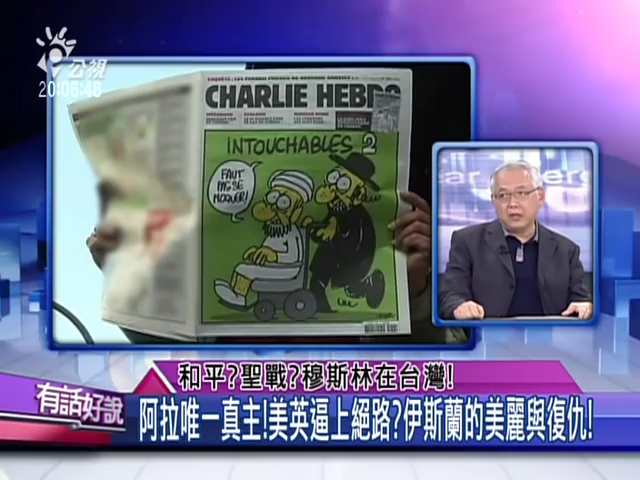 公視
20:06:48
CHARLIE HEBDO
INTOUCHABLES 2
FAUT
PAS SE
MOQUER!
和平?聖戰?穆斯林在台灣!
有話好說
阿拉唯一真主!美英逼上絕路?伊斯蘭的美麗與復仇!